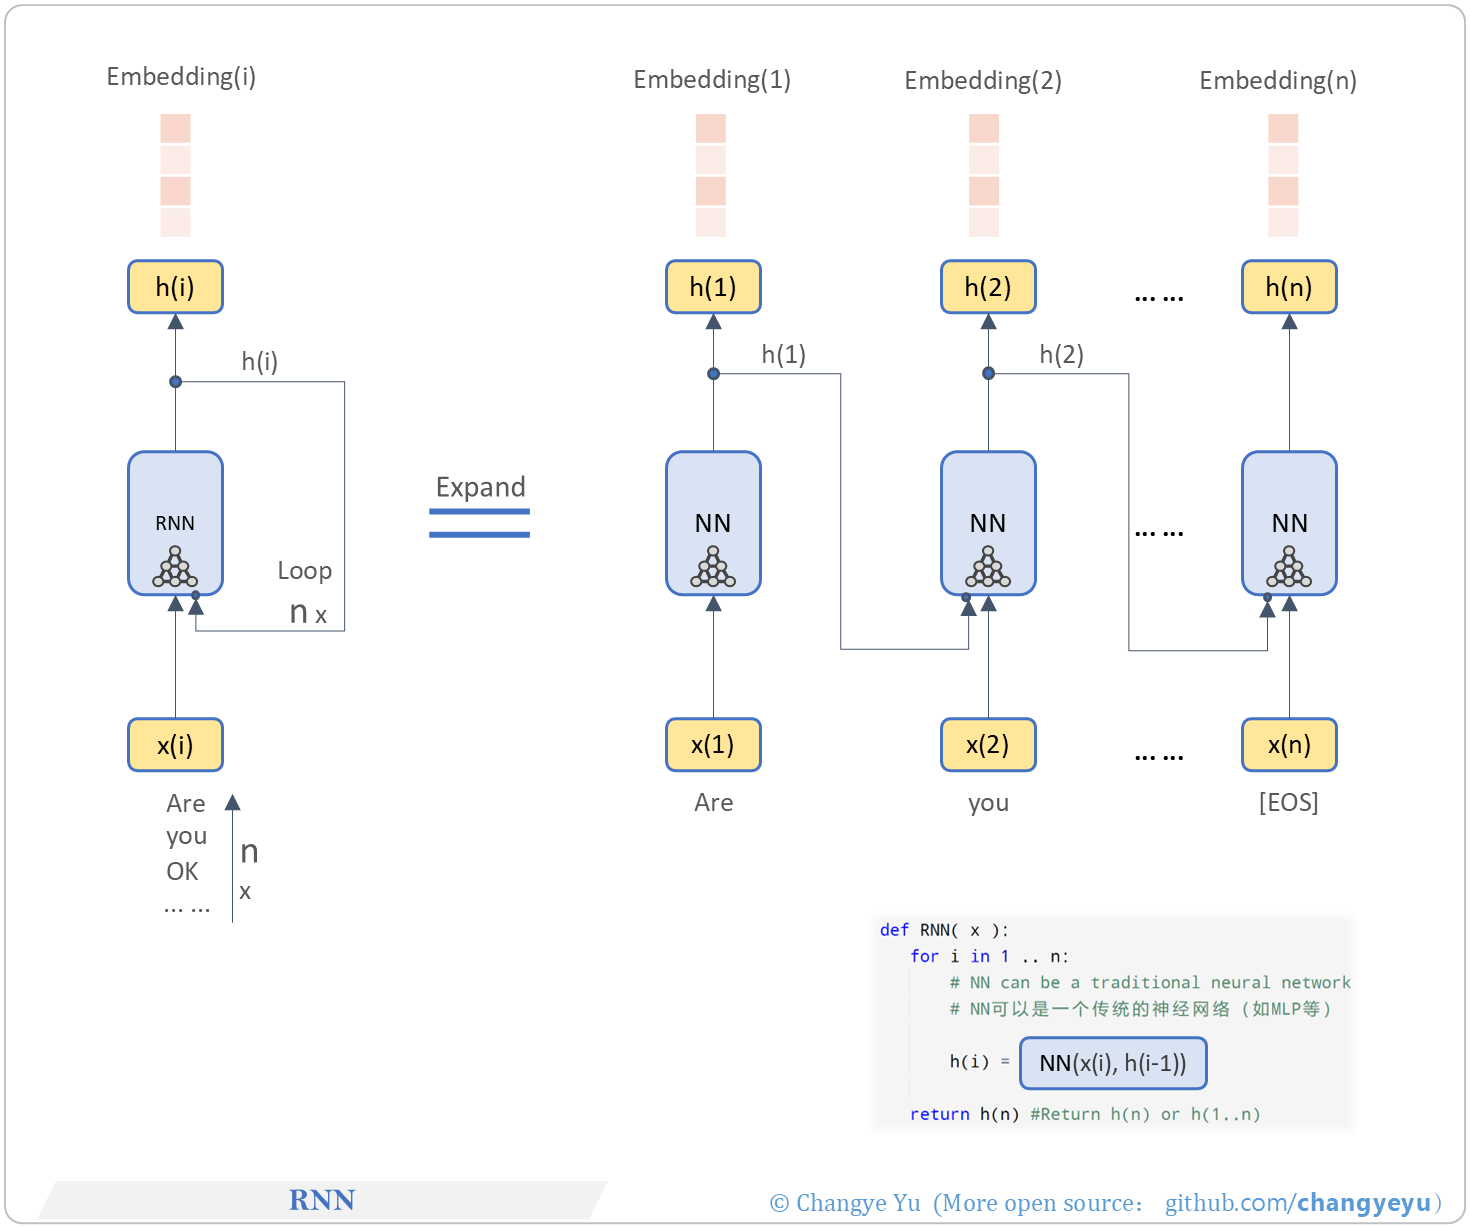 Embedding(i)
Embedding(1)
Embedding(2)
Embedding(n)
h(i)
h(1)
h(2)
... ...
h(n)
h(i)
h(1)
h(2)
RNN
Expand
NN
NN
... ...
NN
Loop
n x
x(i)
x(1)
x(2)
... ...
x(n)
Are
you
OK
... ...
n
x
Are
you
[EOS]
def RNN( x ):
for i in 1 .. n:
# NN can be a traditional neural network
# NN可以是一个传统的神经网络 (如MLP等)
h(i) = NN(x(i), h(i-1))
return h(n) #Return h(n) or h(1..n)
RNN
© Changye Yu (More open source： github.com/changyeyu）